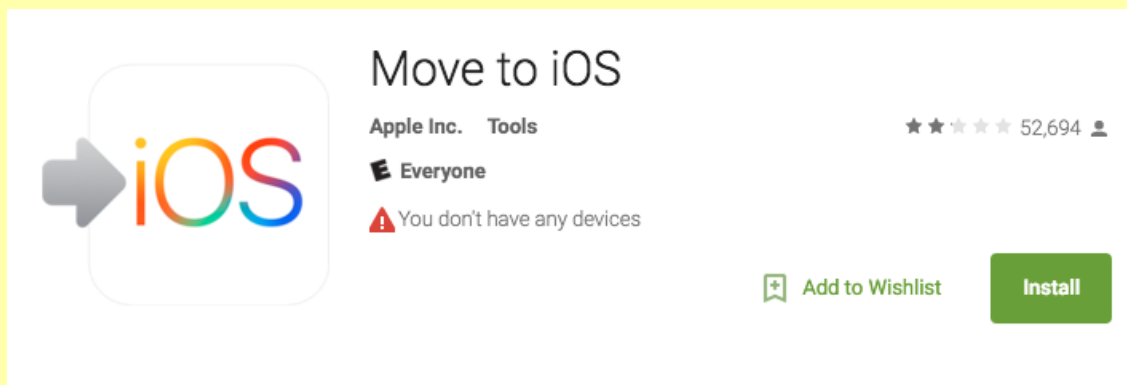 Move to iOS
iOS
Apple Inc. Tools
52,694
E Everyone
You don't have any devices
Add to Wishlist
Install